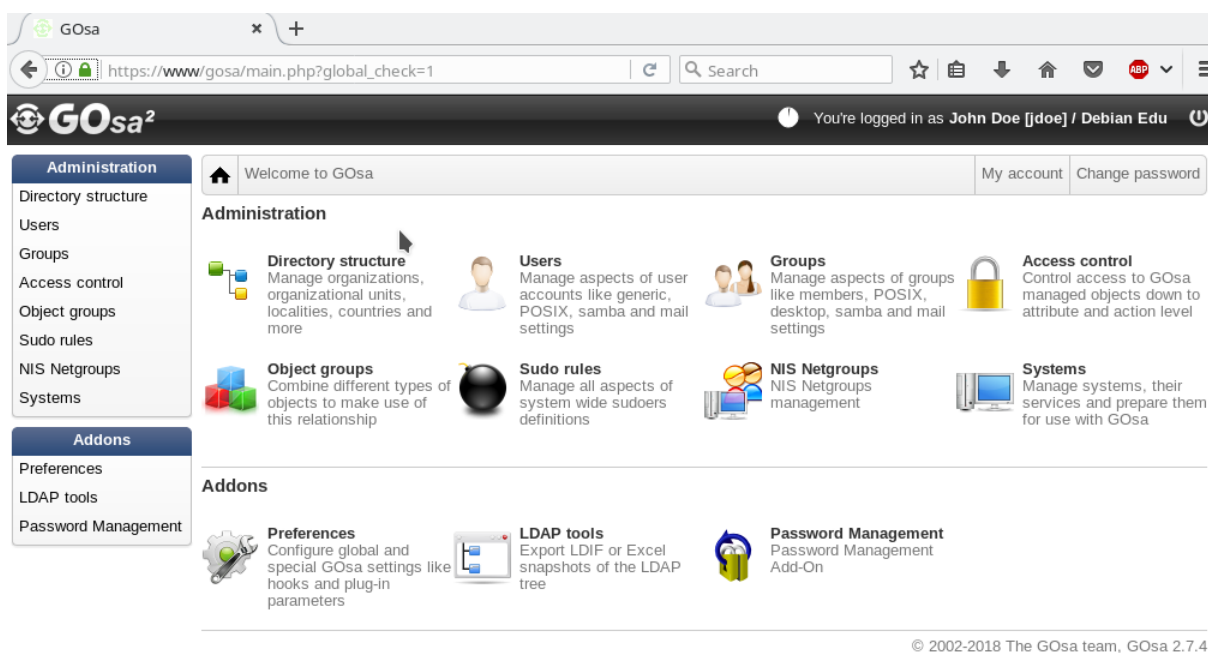 GOsa
https://www/gosa/main.php?global_check=1
Search
ABP
GOsa²
You're logged in as John Doe [jdoe] / Debian Edu
Administration
Directory structure
Users
Groups
Access control
Object groups
Sudo rules
NIS Netgroups
Systems
Addons
Preferences
LDAP tools
Password Management
Welcome to GOsa
My account
Change password
Administration
Directory structure
Manage organizations,
organizational units,
localities, countries and
more
Users
Manage aspects of user
accounts like generic,
POSIX, samba and mail
settings
Groups
Manage aspects of groups
like members, POSIX,
desktop, samba and mail
settings
Access control
Control access to GOsa
managed objects down to
attribute and action level
Object groups
Combine different types of
objects to make use of
this relationship
Sudo rules
Manage all aspects of
system wide sudoers
definitions
NIS Netgroups
NIS Netgroups
management
Systems
Manage systems, their
services and prepare them
for use with GOsa
Addons
Preferences
Configure global and
special GOsa settings like
hooks and plug-in
parameters
LDAP tools
Export LDIF or Excel
snapshots of the LDAP
tree
Password Management
Password Management
Add-On
© 2002-2018 The GOsa team, GOsa 2.7.4